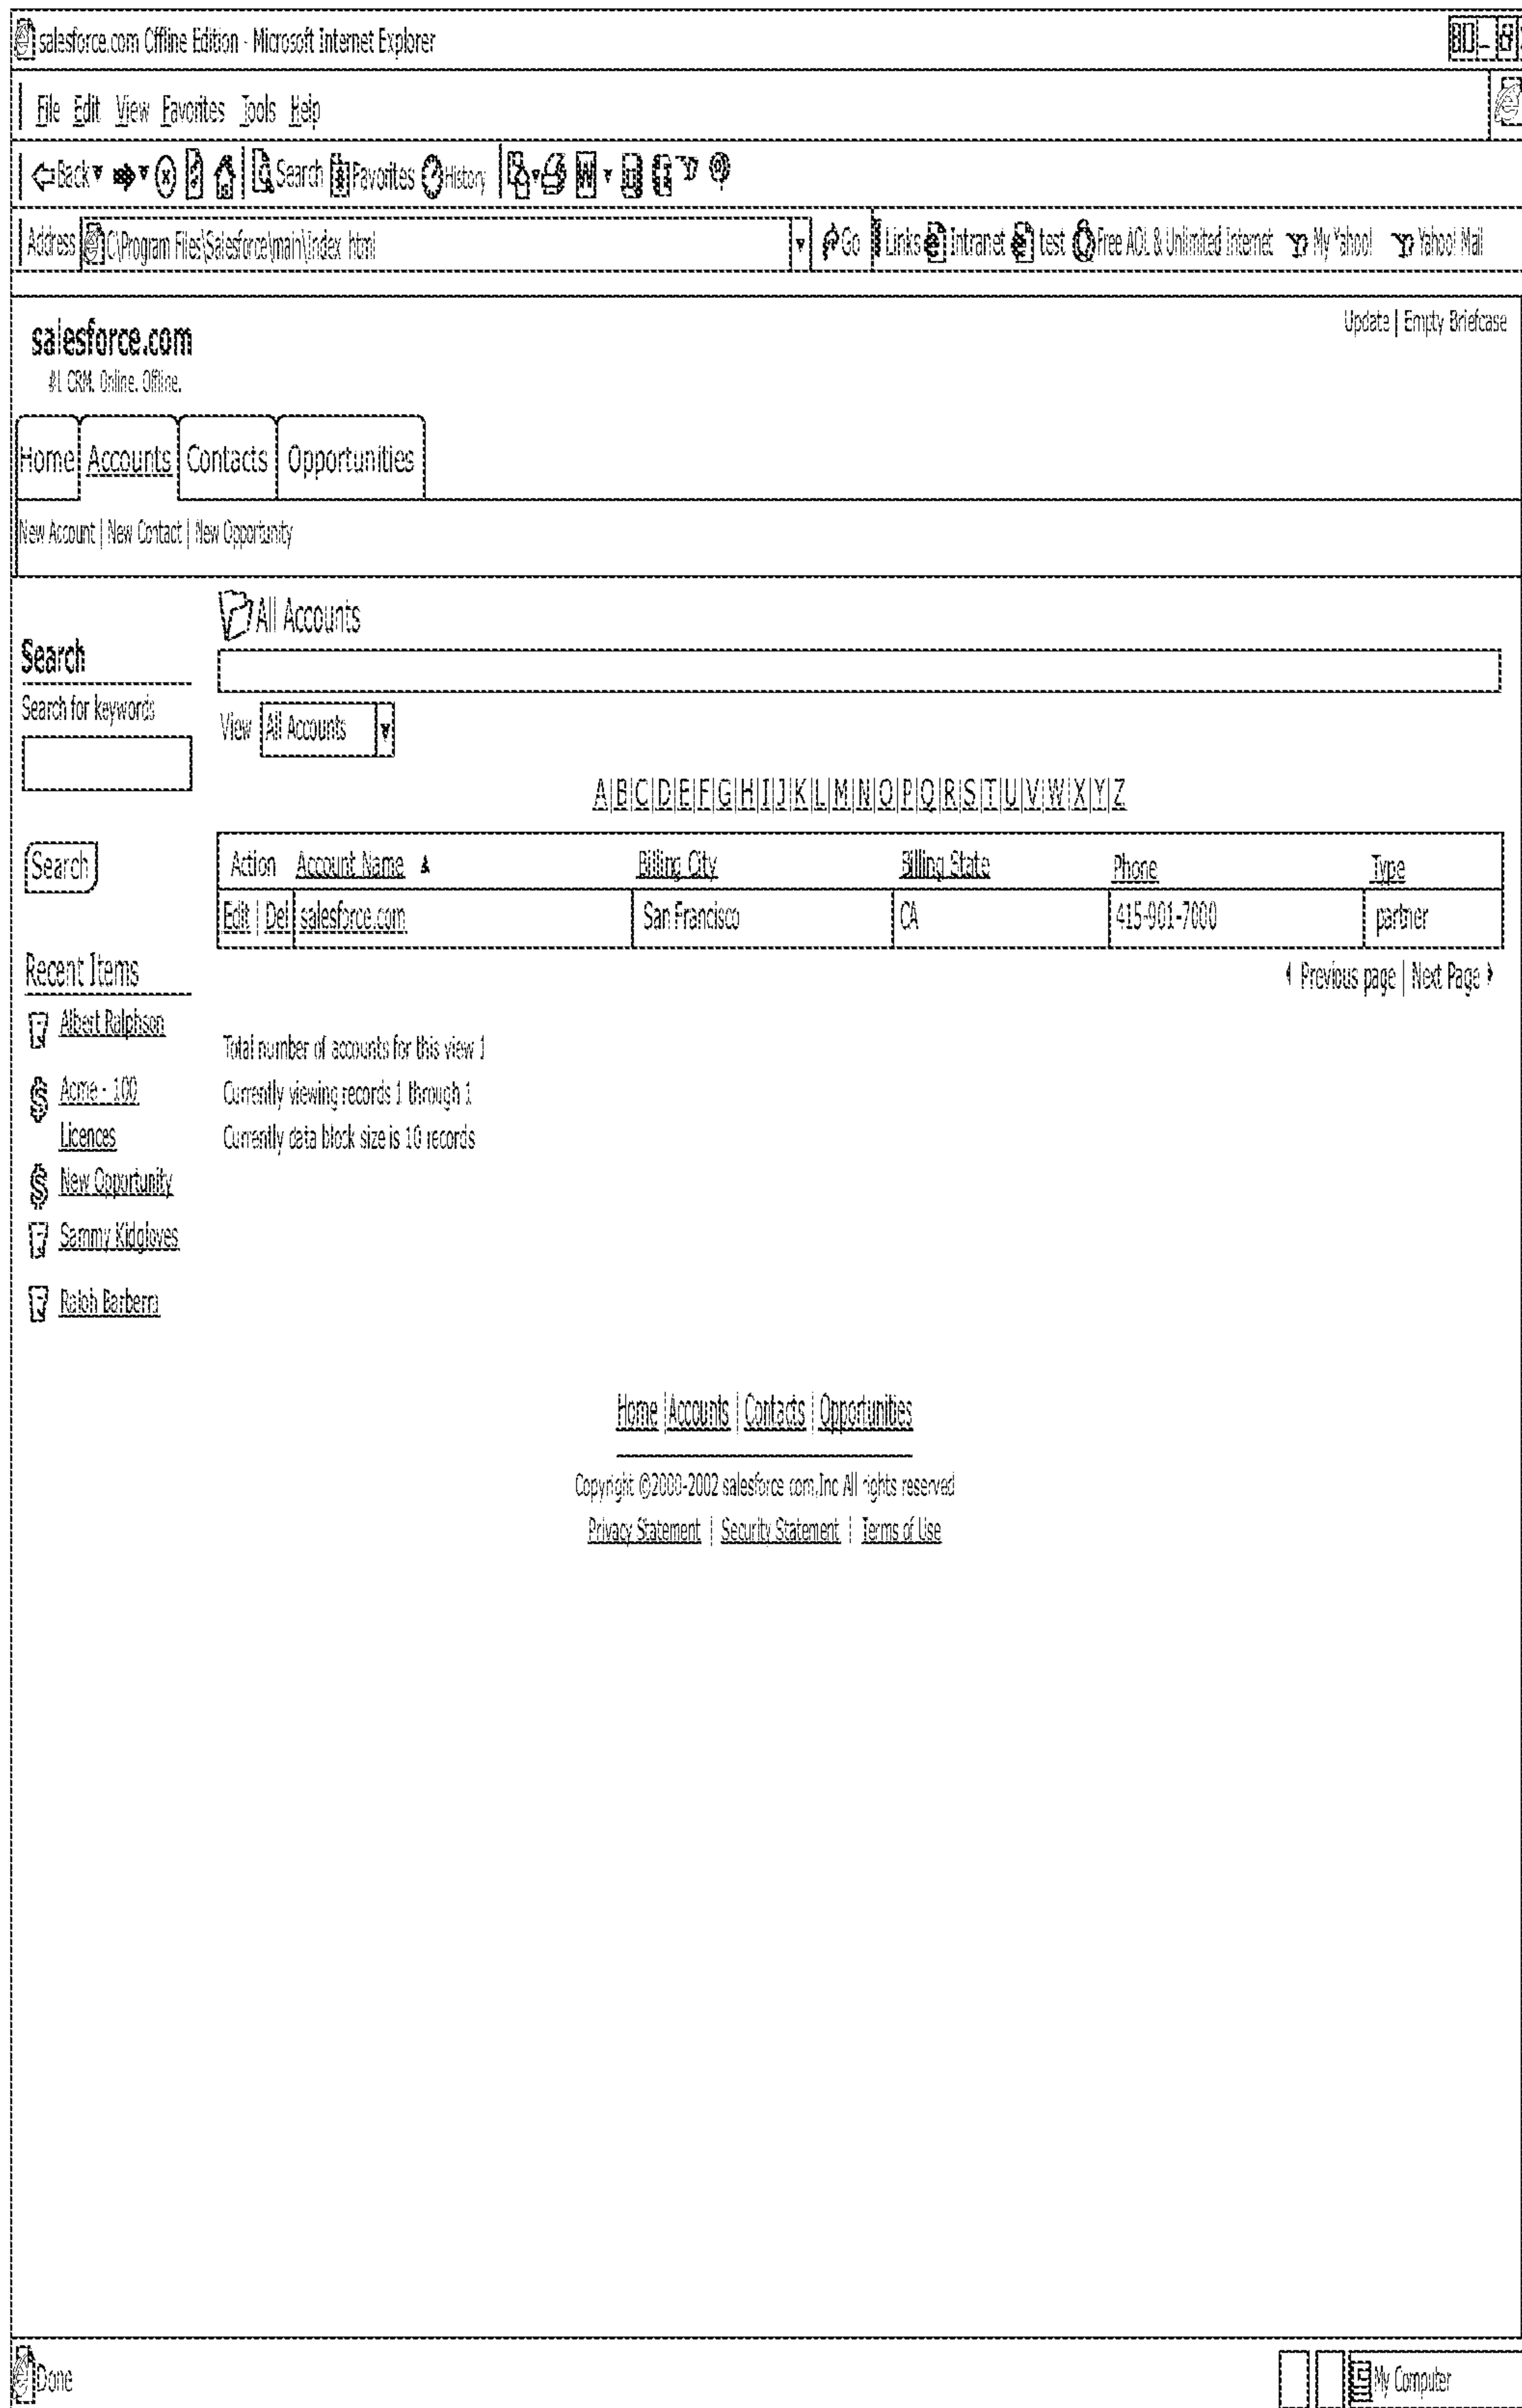 salesforce.com Offline Edition - Microsoft Internet Explorer
File Edit View Favorites Tools Help
Back Search Favorites History
Address C:\Program Files\Salesforce\main\index html Go Links Intranet test Free AOL & Unlimited Internet My Yahoo! Yahoo! Mail
Update | Empty Briefcase
salesforce.com
#1 CRM. Online. Offline.
Home Accounts Contacts Opportunities
New Account | New Contact | New Opportunity
All Accounts
Search
Search for keywords
View All Accounts
A|B|C|D|E|F|G|H|I|J|K|L|M|N|O|P|Q|R|S|T|U|V|W|X|Y|Z
Search
Action Account Name Billing City Billing State Phone Type
Edit | Del salesforce.com San Francisco CA 415-901-7000 partner
Previous page | Next Page
Recent Items
Albert Ralphson
Acme - 100
Licences
New Opportunity
Sammy Kidgloves
Ralph Barberra
Total number of accounts for this view 1
Currently viewing records 1 through 1
Currently data block size is 10 records
Home | Accounts | Contacts | Opportunities
Copyright ©2000-2002 salesforce com,Inc All rights reserved
Privacy Statement | Security Statement | Terms of Use
Done
My Computer